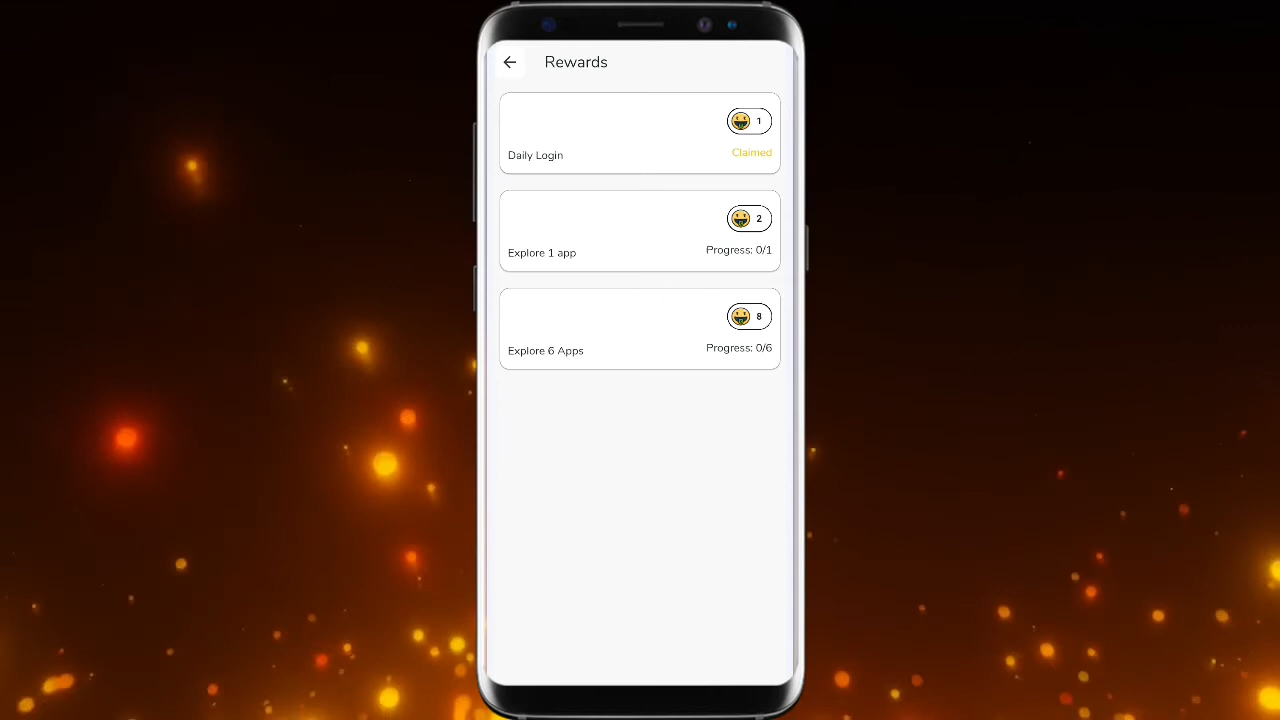 Rewards
1
Daily Login
Claimed
2
Explore 1 app
Progress: 0/1
8
Explore 6 Apps
Progress: 0/6